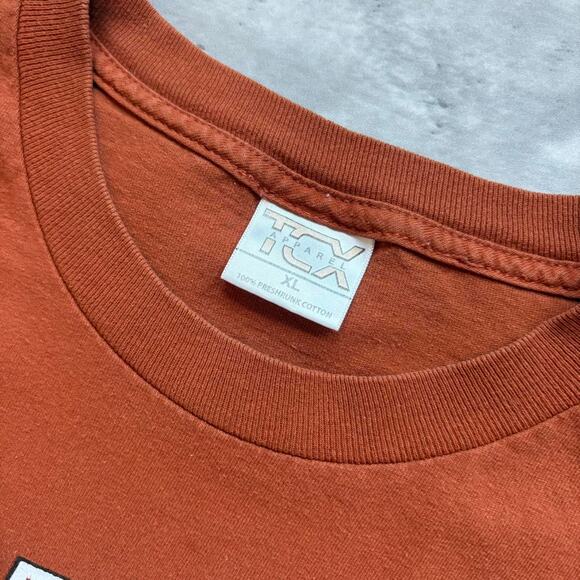 TCX
APPAREL
XL
100% PRESHRUNK COTTON